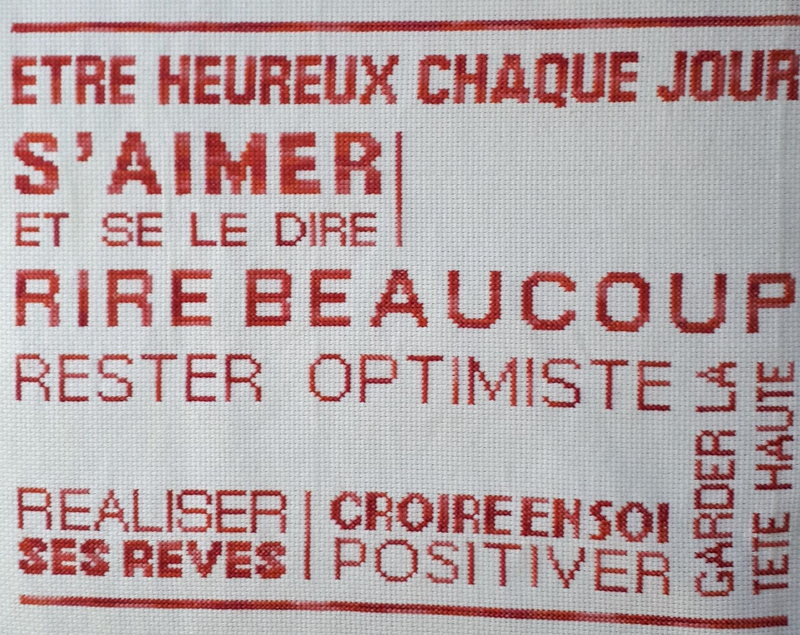 ETRE HEUREUX CHAQUE JOUR
S'AIMER
ET SE LE DIRE
RIRE BEAUCOUP
RESTER OPTIMISTE
GARDER LA
TETE HAUTE
REALISER
SES REVES
CROIRE EN SOI
POSITIVER